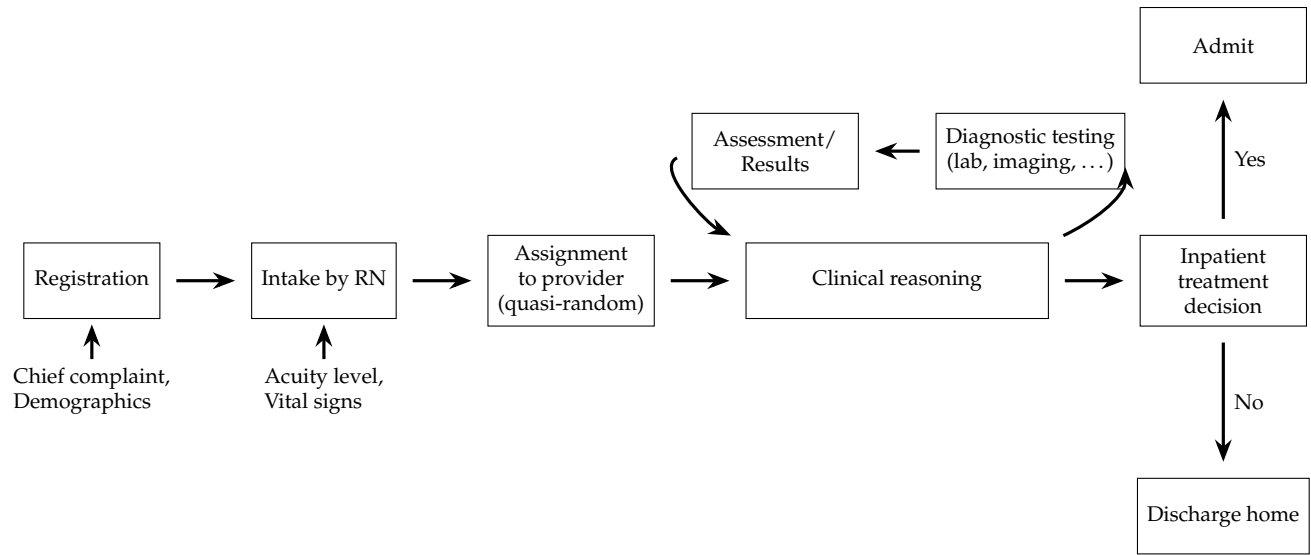 Admit
Assessment/
Results
Diagnostic testing
(lab, imaging, ...)
Yes
Registration
Intake by RN
Assignment
to provider
(quasi-random)
Clinical reasoning
Inpatient
treatment
decision
Chief complaint,
Demographics
Acuity level,
Vital signs
No
Discharge home